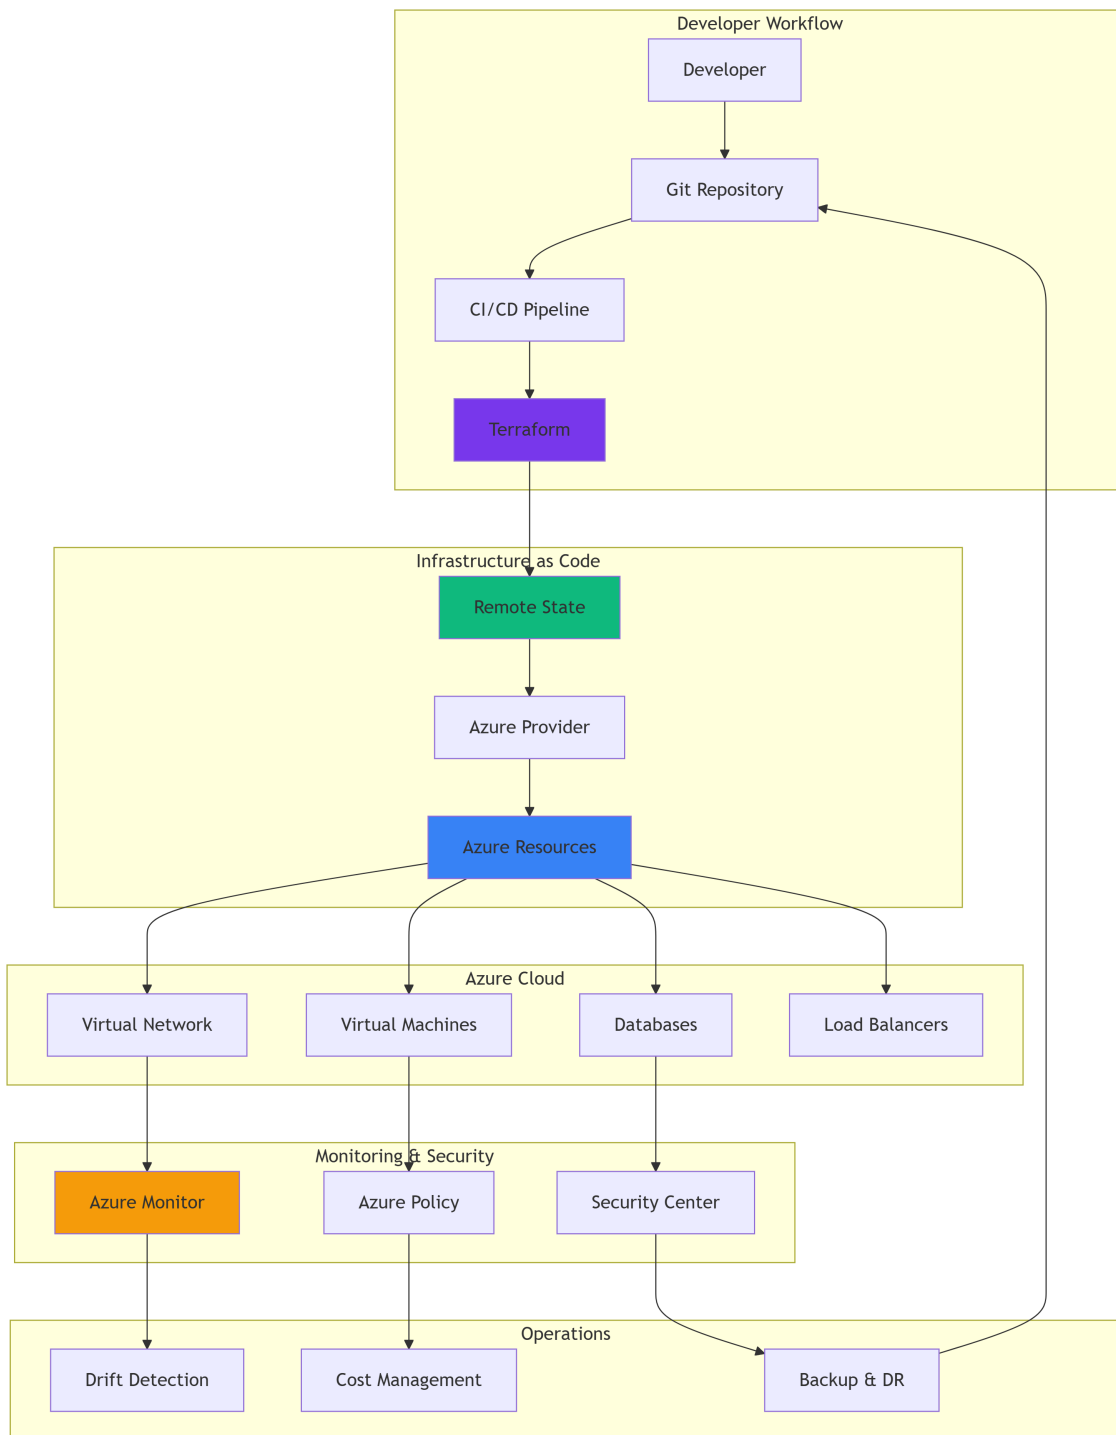 Developer Workflow
Developer
Git Repository
CI/CD Pipeline
Terraform
Infrastructure as Code
Remote State
Azure Provider
Azure Resources
Azure Cloud
Virtual Network
Virtual Machines
Databases
Load Balancers
Monitoring & Security
Azure Monitor
Azure Policy
Security Center
Operations
Drift Detection
Cost Management
Backup & DR